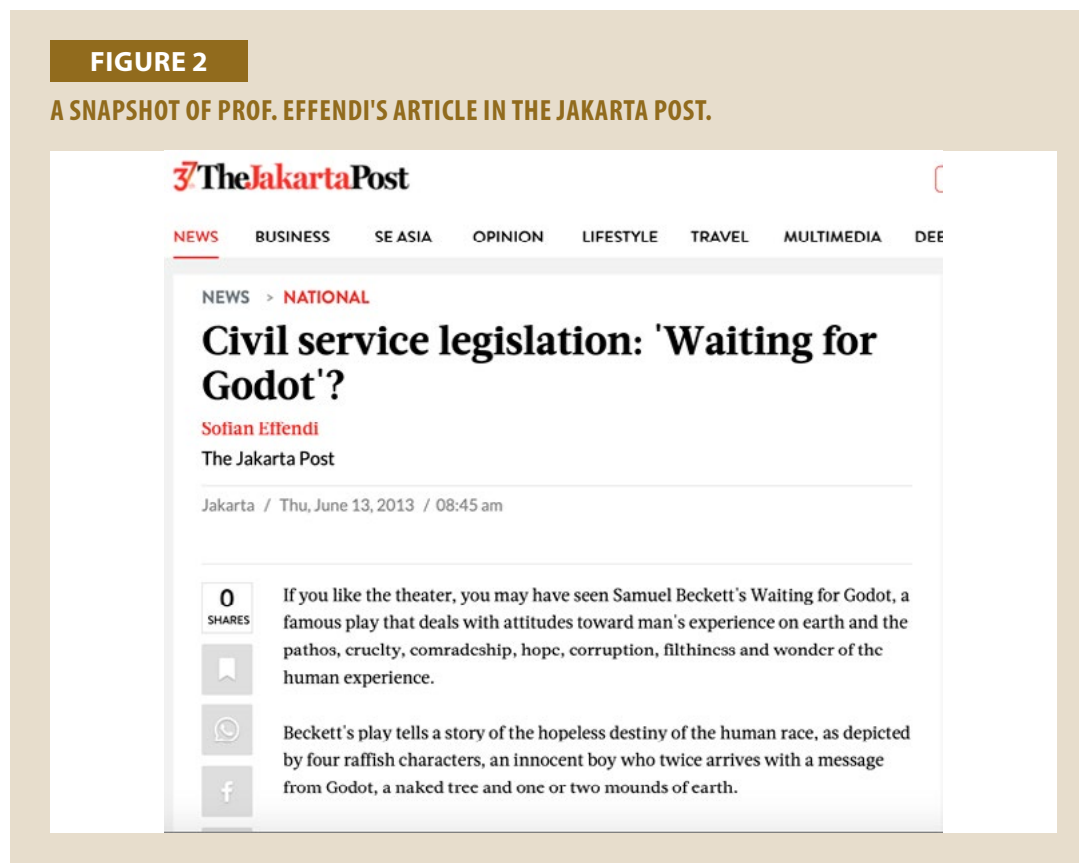 FIGURE 2
A SNAPSHOT OF PROF. EFFENDI'S ARTICLE IN THE JAKARTA POST.
37 TheJakartaPost
NEWS BUSINESS SE ASIA OPINION LIFESTYLE TRAVEL MULTIMEDIA DEE
NEWS > NATIONAL
Civil service legislation: 'Waiting for
Godot'?
Sofian Effendi
The Jakarta Post
Jakarta / Thu, June 13, 2013 / 08:45 am
0
SHARES
If you like the theater, you may have seen Samuel Beckett's Waiting for Godot, a
famous play that deals with attitudes toward man's experience on earth and the
pathos, cruelty, comradeship, hope, corruption, filthiness and wonder of the
human experience.
Beckett's play tells a story of the hopeless destiny of the human race, as depicted
by four raffish characters, an innocent boy who twice arrives with a message
from Godot, a naked tree and one or two mounds of earth.